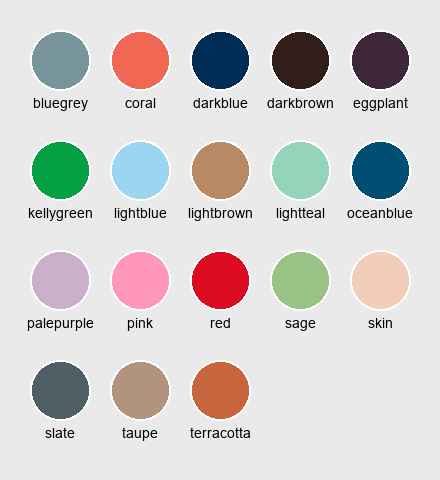 bluegrey coral darkblue darkbrown eggplant
kellygreen lightblue lightbrown lightteal oceanblue
palepurple pink red sage skin
slate taupe terracotta